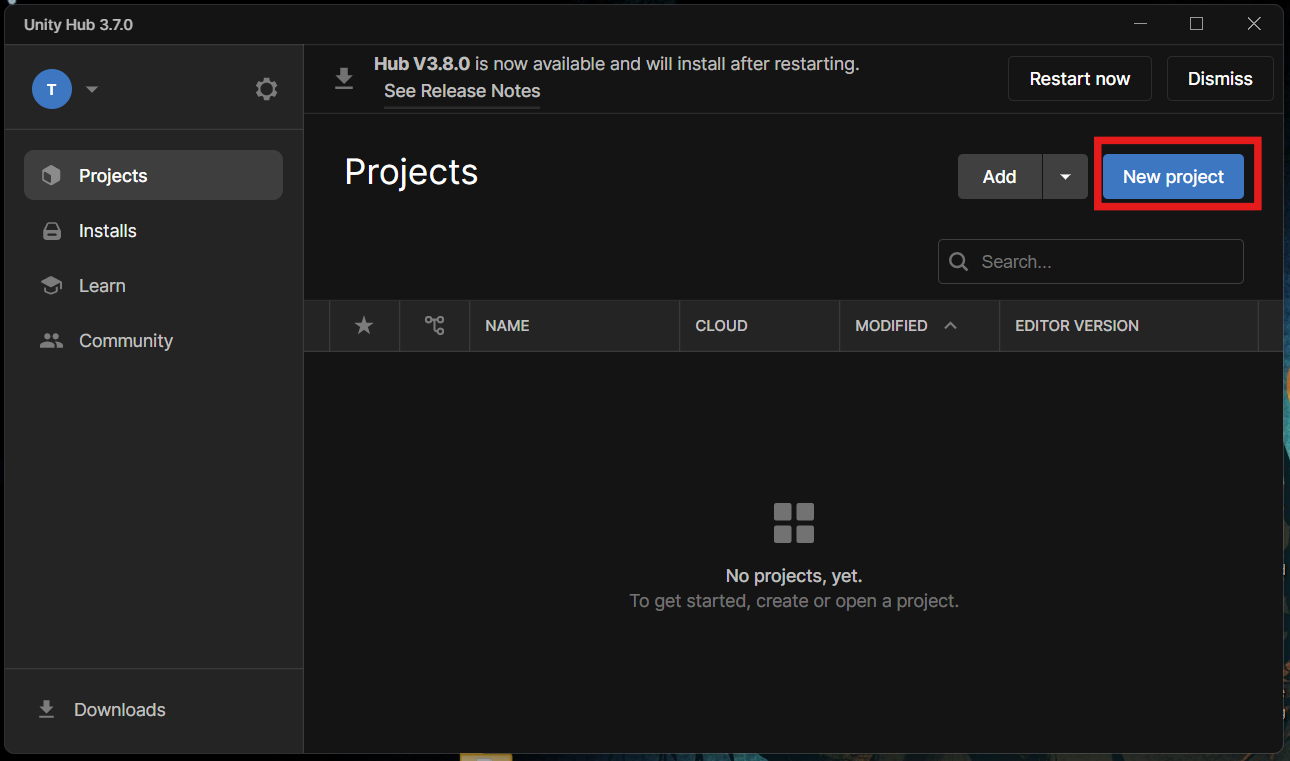 Unity Hub 3.7.0
T
Hub V3.8.0 is now available and will install after restarting.
See Release Notes
Restart now
Dismiss
Projects
Installs
Learn
Community
Downloads
Projects
Add
New project
Search...
NAME
CLOUD
MODIFIED
EDITOR VERSION
No projects, yet.
To get started, create or open a project.